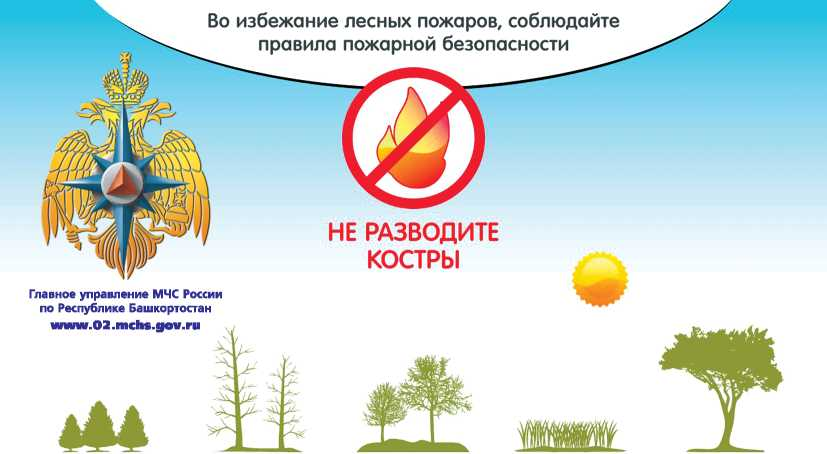 Во избежание лесных пожаров, соблюдайте
правила пожарной безопасности
НЕ РАЗВОДИТЕ
КОСТРЫ
Главное управление МЧС России
по Республике Башкортостан
www.02.mchs.gov.ru